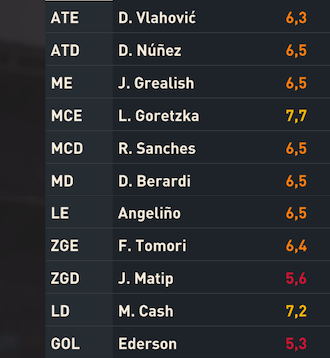 ATE D. Vlahović 6,3
ATD D. Núñez 6,5
ME J. Grealish 6,5
MCE L. Goretzka 7,7
MCD R. Sanches 6,5
MD D. Berardi 6,5
LE Angeliño 6,5
ZGE F. Tomori 6,4
ZGD J. Matip 5,6
LD M. Cash 7,2
GOL Ederson 5,3